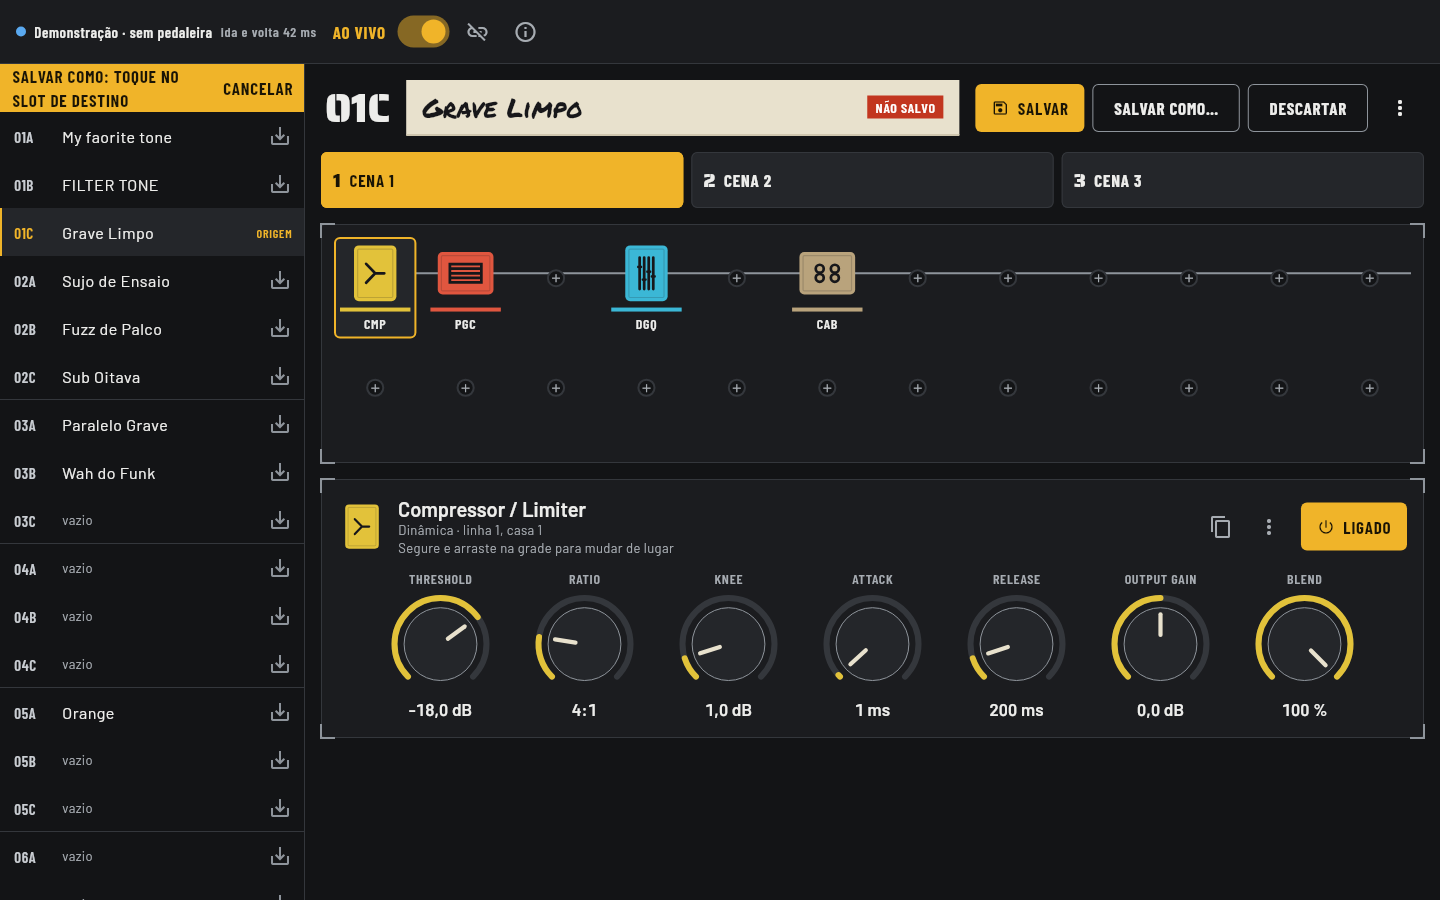 Demonstração · sem pedaleira Ida e volta 42 ms AO VIVO
SALVAR COMO: TOQUE NO
SLOT DE DESTINO
CANCELAR
01A My faorite tone
01B FILTER TONE
01C Grave Limpo ORIGEM
02A Sujo de Ensaio
02B Fuzz de Palco
02C Sub Oitava
03A Paralelo Grave
03B Wah do Funk
03C vazio
04A vazio
04B vazio
04C vazio
05A Orange
05B vazio
05C vazio
06A vazio
01C Grave Limpo NÃO SALVO SALVAR SALVAR COMO... DESCARTAR
1 CENA 1 2 CENA 2 3 CENA 3
88
CMP PGC DGQ CAB
Compressor / Limiter
Dinâmica · linha 1, casa 1
Segure e arraste na grade para mudar de lugar
LIGADO
THRESHOLD RATIO KNEE ATTACK RELEASE OUTPUT GAIN BLEND
-18,0 dB 4:1 1,0 dB 1 ms 200 ms 0,0 dB 100 %